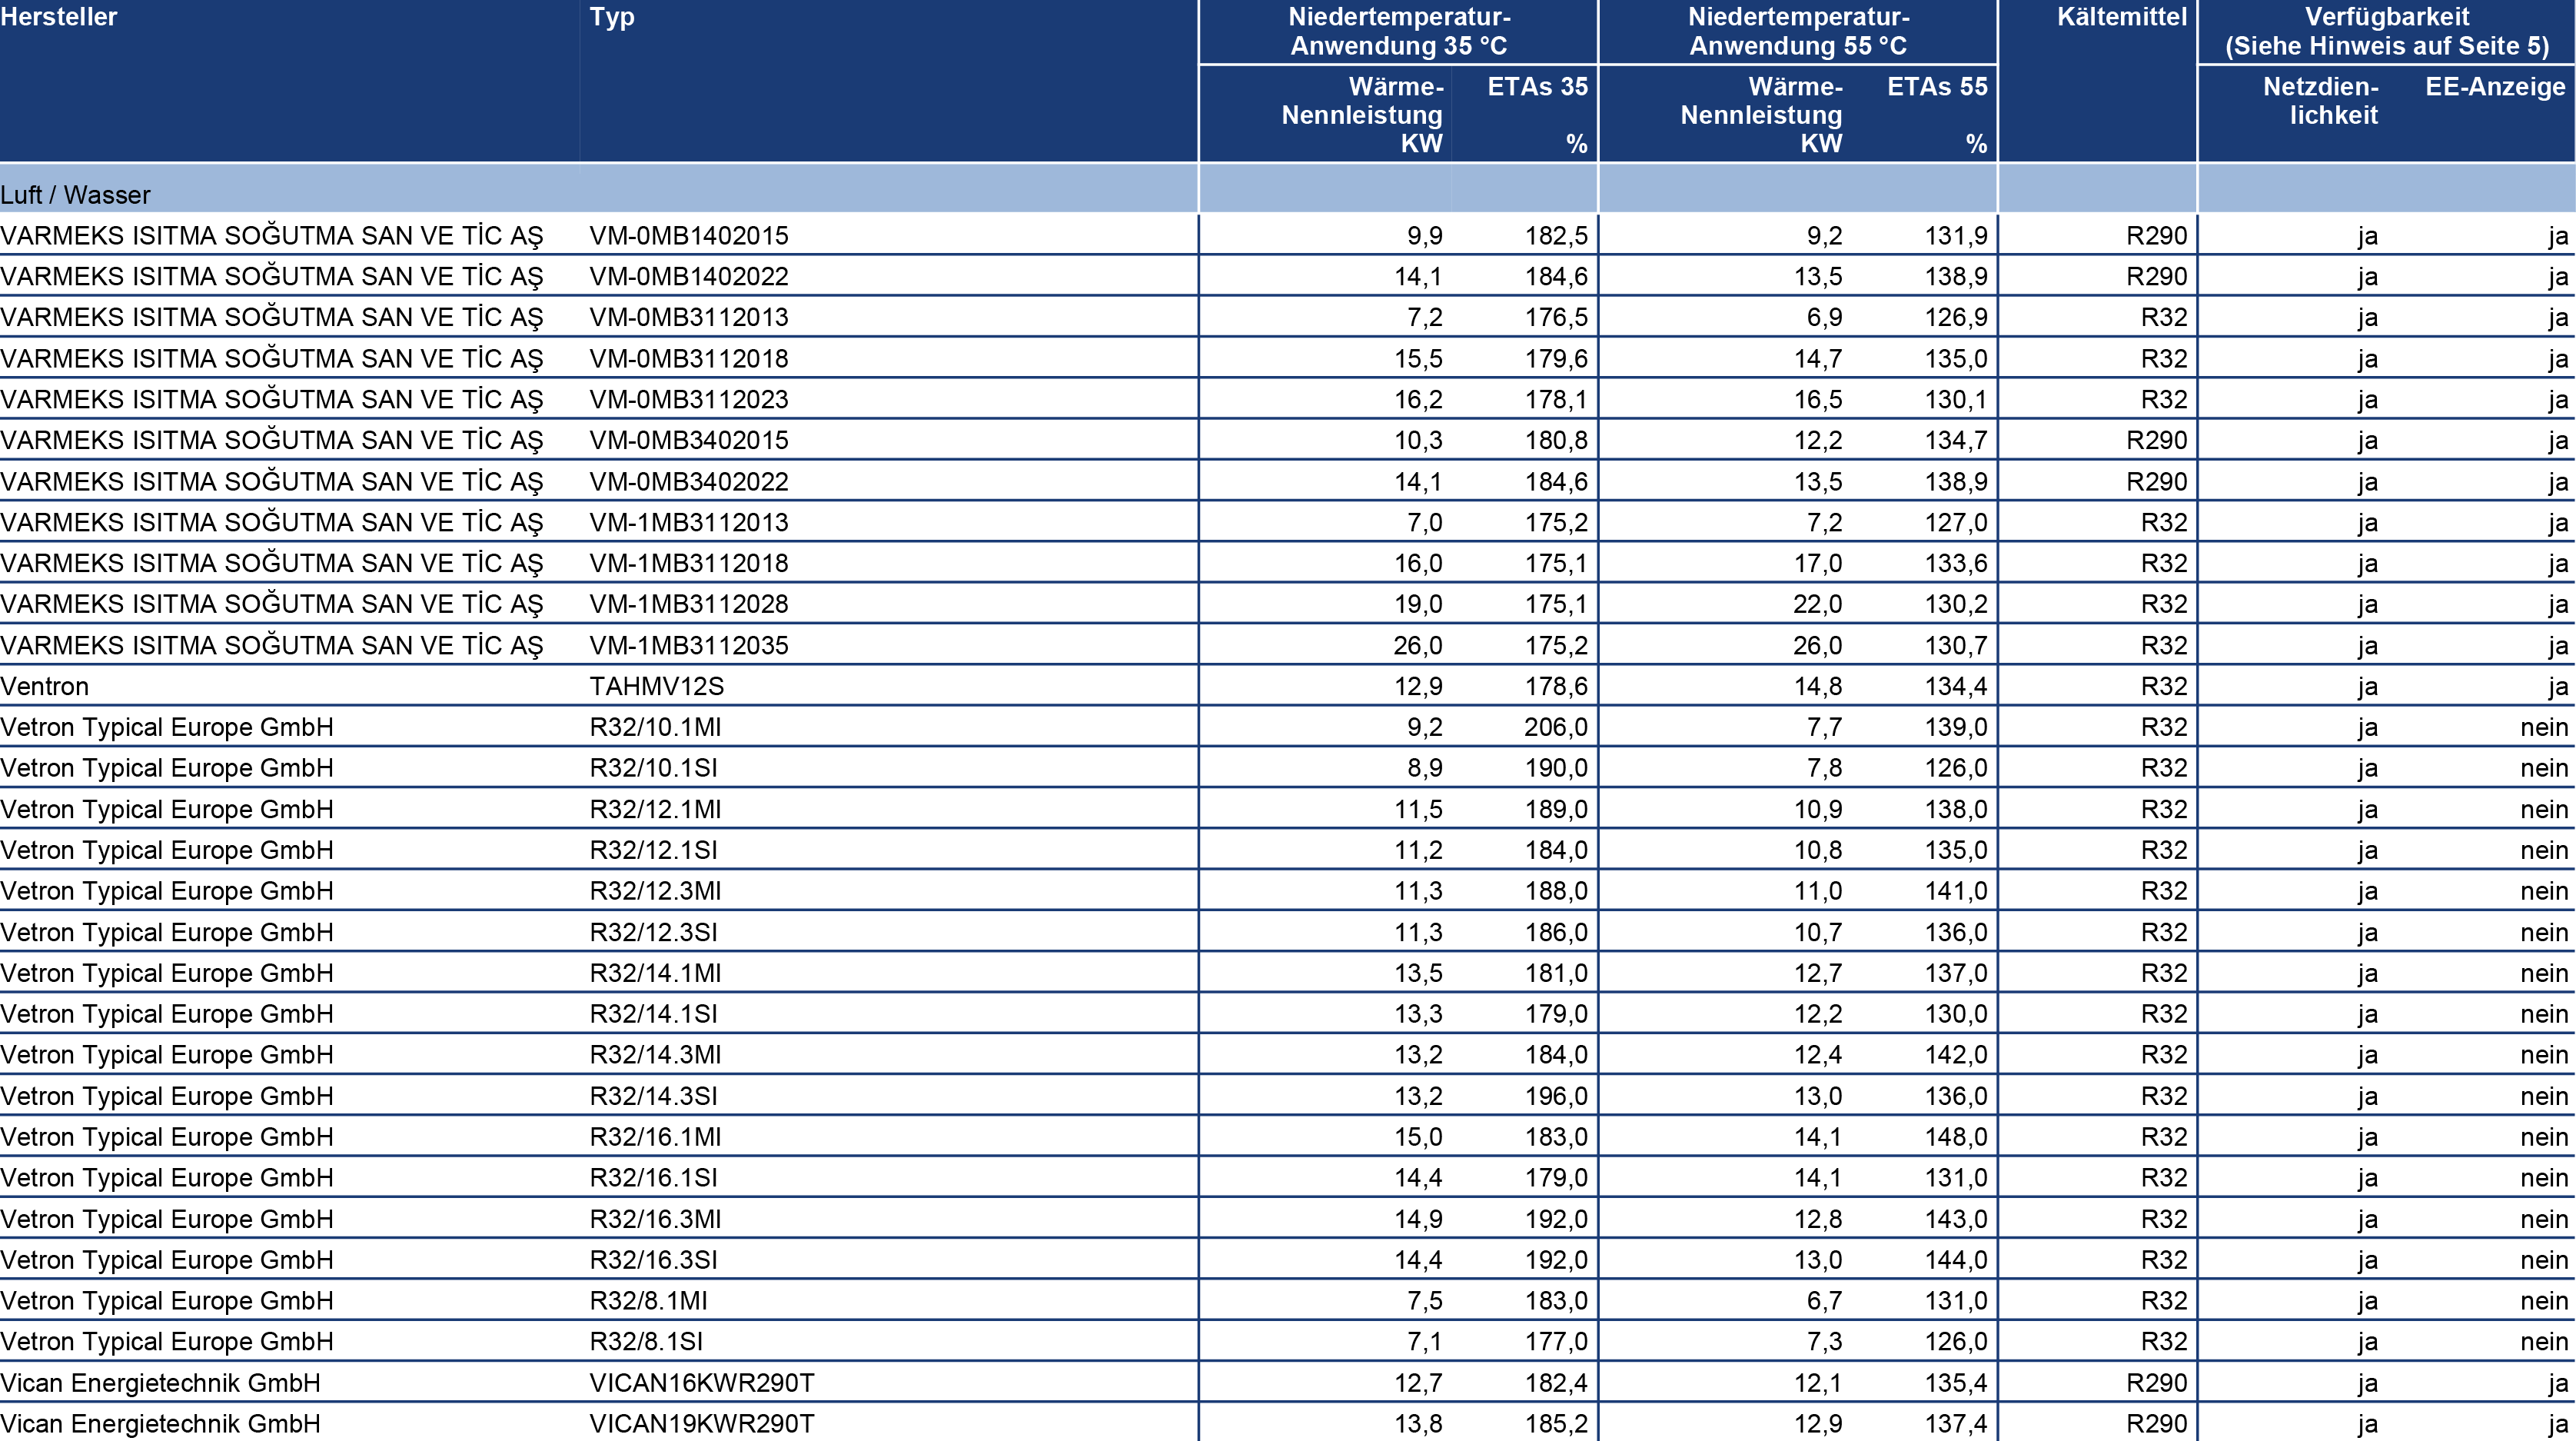 Hersteller Typ Niedertemperatur- Niedertemperatur- Kältemittel Verfügbarkeit
Anwendung 35 °C Anwendung 55 °C (Siehe Hinweis auf Seite 5)
Wärme- ETAs 35 Wärme- ETAs 55 Netzdien- EE-Anzeige
Nennleistung Nennleistung lichkeit
KW % KW %
Luft / Wasser
VARMEKS ISITMA SOĞUTMA SAN VE TİC AŞ VM-0MB1402015 9,9 182,5 9,2 131,9 R290 ja ja
VARMEKS ISITMA SOĞUTMA SAN VE TİC AŞ VM-0MB1402022 14,1 184,6 13,5 138,9 R290 ja ja
VARMEKS ISITMA SOĞUTMA SAN VE TİC AŞ VM-0MB3112013 7,2 176,5 6,9 126,9 R32 ja ja
VARMEKS ISITMA SOĞUTMA SAN VE TİC AŞ VM-0MB3112018 15,5 179,6 14,7 135,0 R32 ja ja
VARMEKS ISITMA SOĞUTMA SAN VE TİC AŞ VM-0MB3112023 16,2 178,1 16,5 130,1 R32 ja ja
VARMEKS ISITMA SOĞUTMA SAN VE TİC AŞ VM-0MB3402015 10,3 180,8 12,2 134,7 R290 ja ja
VARMEKS ISITMA SOĞUTMA SAN VE TİC AŞ VM-0MB3402022 14,1 184,6 13,5 138,9 R290 ja ja
VARMEKS ISITMA SOĞUTMA SAN VE TİC AŞ VM-1MB3112013 7,0 175,2 7,2 127,0 R32 ja ja
VARMEKS ISITMA SOĞUTMA SAN VE TİC AŞ VM-1MB3112018 16,0 175,1 17,0 133,6 R32 ja ja
VARMEKS ISITMA SOĞUTMA SAN VE TİC AŞ VM-1MB3112028 19,0 175,1 22,0 130,2 R32 ja ja
VARMEKS ISITMA SOĞUTMA SAN VE TİC AŞ VM-1MB3112035 26,0 175,2 26,0 130,7 R32 ja ja
Ventron TAHMV12S 12,9 178,6 14,8 134,4 R32 ja ja
Vetron Typical Europe GmbH R32/10.1MI 9,2 206,0 7,7 139,0 R32 ja nein
Vetron Typical Europe GmbH R32/10.1SI 8,9 190,0 7,8 126,0 R32 ja nein
Vetron Typical Europe GmbH R32/12.1MI 11,5 189,0 10,9 138,0 R32 ja nein
Vetron Typical Europe GmbH R32/12.1SI 11,2 184,0 10,8 135,0 R32 ja nein
Vetron Typical Europe GmbH R32/12.3MI 11,3 188,0 11,0 141,0 R32 ja nein
Vetron Typical Europe GmbH R32/12.3SI 11,3 186,0 10,7 136,0 R32 ja nein
Vetron Typical Europe GmbH R32/14.1MI 13,5 181,0 12,7 137,0 R32 ja nein
Vetron Typical Europe GmbH R32/14.1SI 13,3 179,0 12,2 130,0 R32 ja nein
Vetron Typical Europe GmbH R32/14.3MI 13,2 184,0 12,4 142,0 R32 ja nein
Vetron Typical Europe GmbH R32/14.3SI 13,2 196,0 13,0 136,0 R32 ja nein
Vetron Typical Europe GmbH R32/16.1MI 15,0 183,0 14,1 148,0 R32 ja nein
Vetron Typical Europe GmbH R32/16.1SI 14,4 179,0 14,1 131,0 R32 ja nein
Vetron Typical Europe GmbH R32/16.3MI 14,9 192,0 12,8 143,0 R32 ja nein
Vetron Typical Europe GmbH R32/16.3SI 14,4 192,0 13,0 144,0 R32 ja nein
Vetron Typical Europe GmbH R32/8.1MI 7,5 183,0 6,7 131,0 R32 ja nein
Vetron Typical Europe GmbH R32/8.1SI 7,1 177,0 7,3 126,0 R32 ja nein
Vican Energietechnik GmbH VICAN16KWR290T 12,7 182,4 12,1 135,4 R290 ja ja
Vican Energietechnik GmbH VICAN19KWR290T 13,8 185,2 12,9 137,4 R290 ja ja